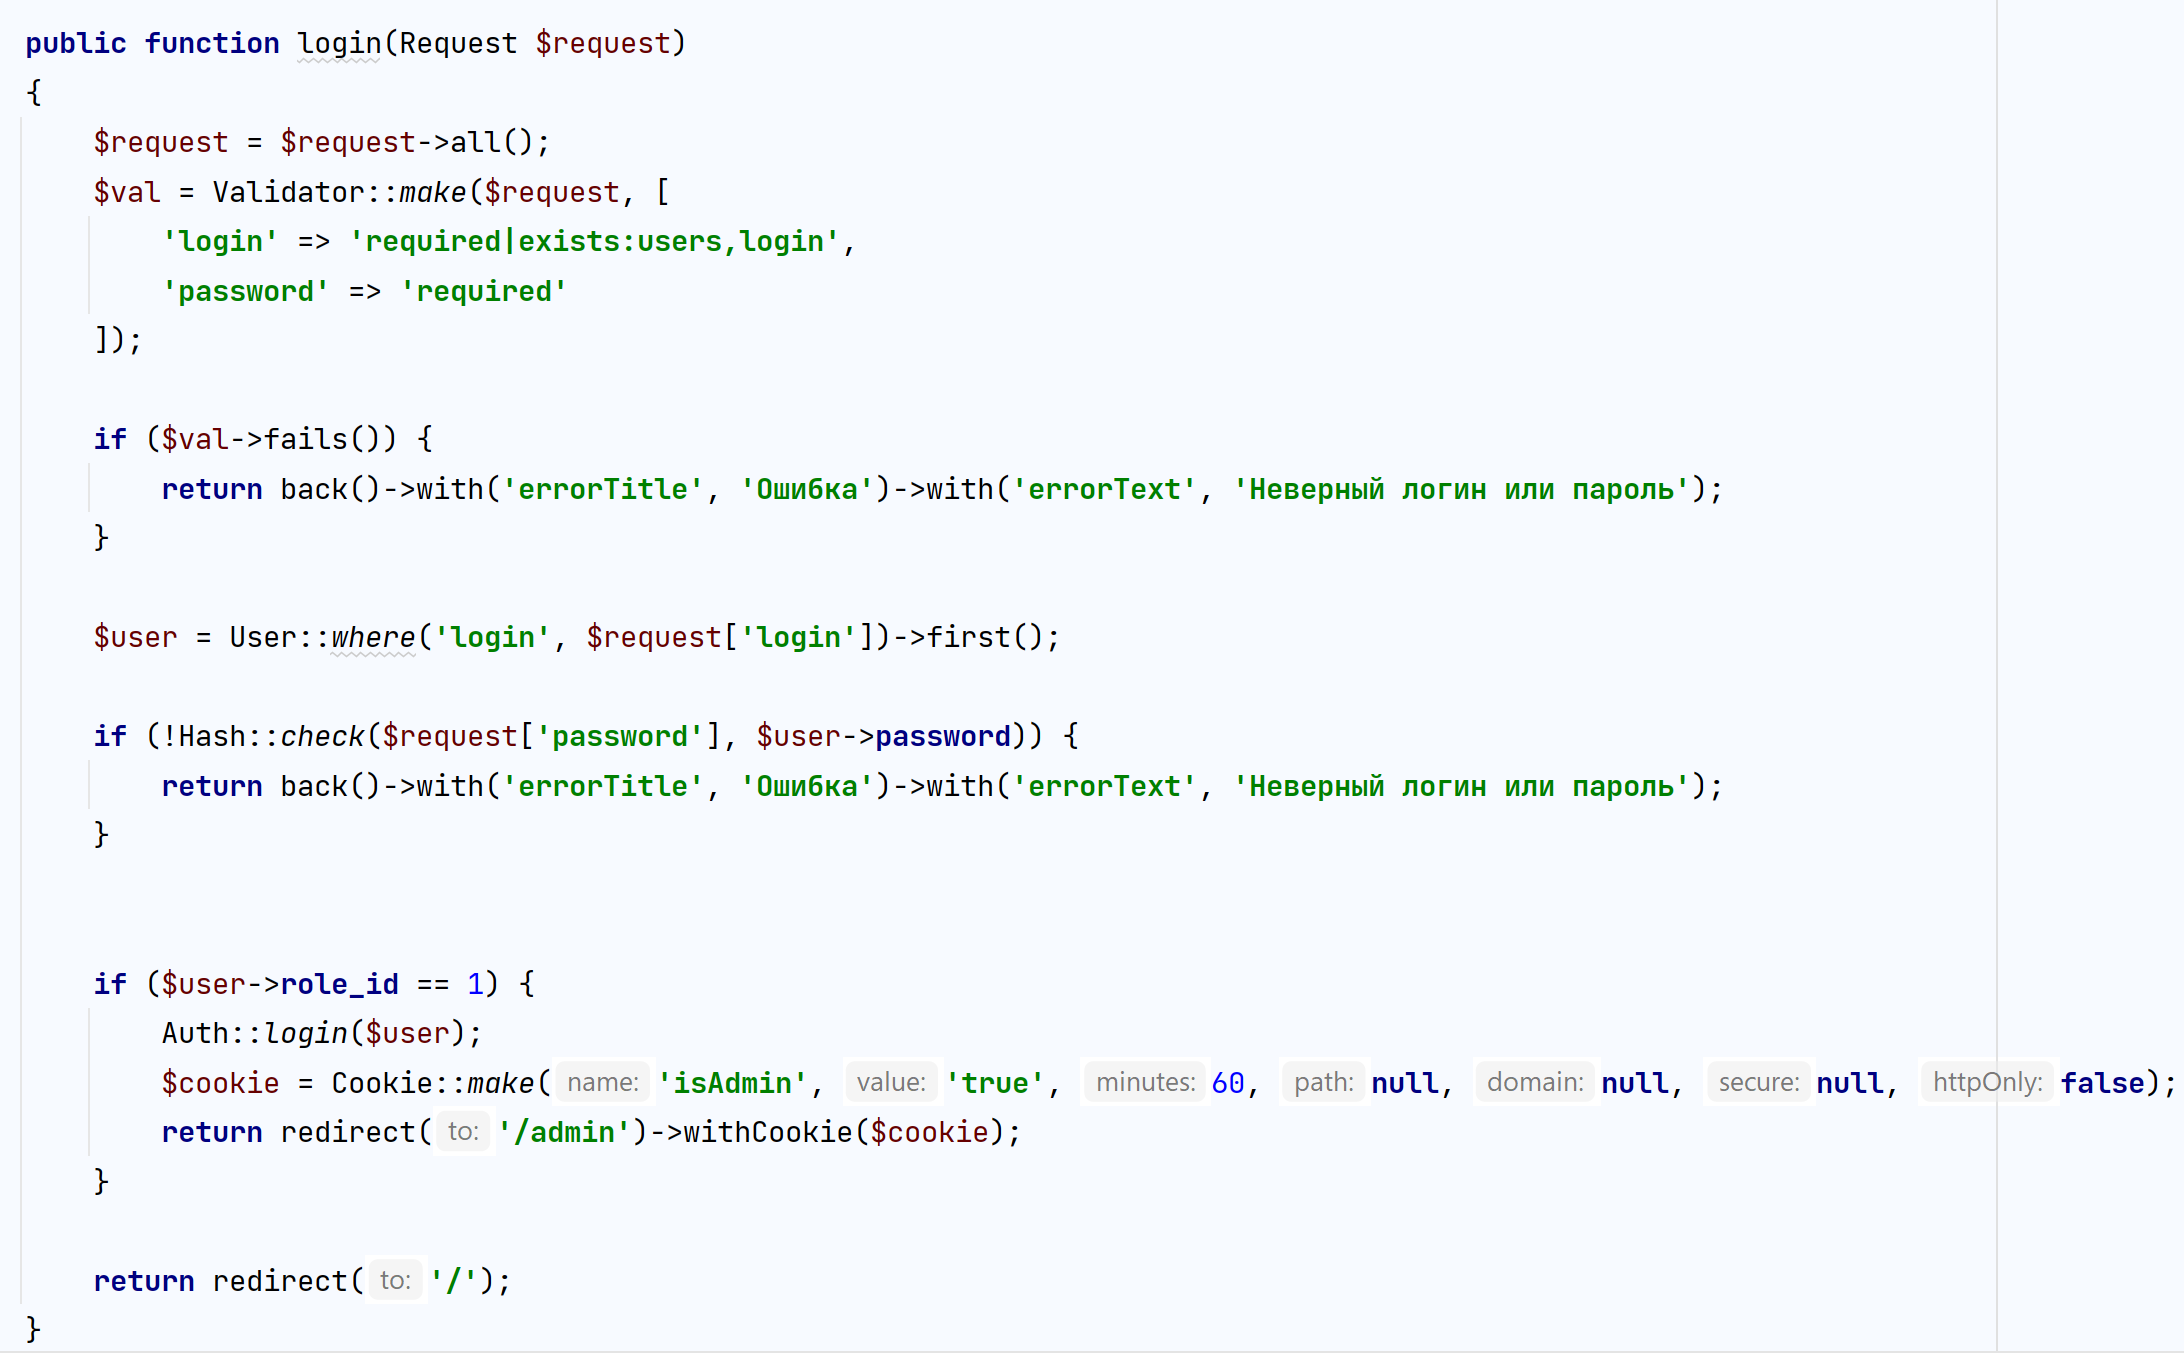 public function login(Request $request)
{
$request = $request->all();
$val = Validator::make($request, [
'login' => 'required|exists:users,login',
'password' => 'required'
]);
if ($val->fails()) {
return back()->with('errorTitle', 'Ошибка')->with('errorText', 'Неверный логин или пароль');
}
$user = User::where('login', $request['login'])->first();
if (!Hash::check($request['password'], $user->password)) {
return back()->with('errorTitle', 'Ошибка')->with('errorText', 'Неверный логин или пароль');
}
if ($user->role_id == 1) {
Auth::login($user);
$cookie = Cookie::make( name: 'isAdmin', value: 'true', minutes: 60, path: null, domain: null, secure: null, httpOnly: false);
return redirect( to: '/admin')->withCookie($cookie);
}
return redirect( to: '/');
}